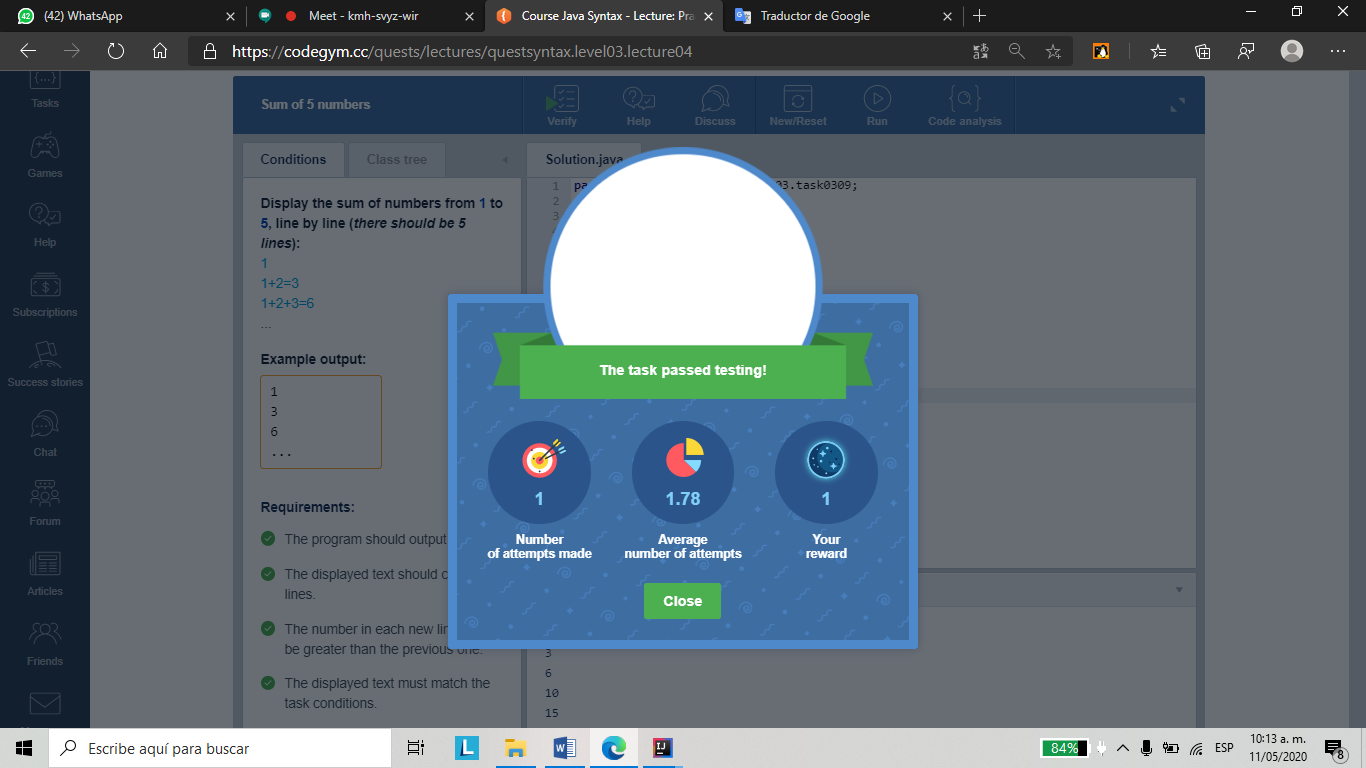 42
(42) WhatsApp
Meet - kmh-svyz-wir
Course Java Syntax - Lecture: Pra
Traductor de Google
https://codegym.cc/quests/lectures/questsyntax.level03.lecture04
Tasks
Games
Help
Subscriptions
Success stories
Chat
Forum
Articles
Friends
Sum of 5 numbers
Verify
Help
Discuss
New/Reset
Run
Code analysis
Conditions
Class tree
Display the sum of numbers from 1 to
5, line by line (there should be 5
lines):
1
1+2=3
1+2+3=6
...
Example output:
1
3
6
...
Requirements:
The program should output
The displayed text should c
lines.
The number in each new li
be greater than the previous one.
The displayed text must match the
task conditions.
Solution.java
1
pa
03.task0309;
2
3
The task passed testing!
1
Number
of attempts made
1.78
Average
number of attempts
1
Your
reward
Close
3
6
10
15
Escribe aquí para buscar
L
W
IJ
84%
ESP
10:13 a. m.
11/05/2020
8